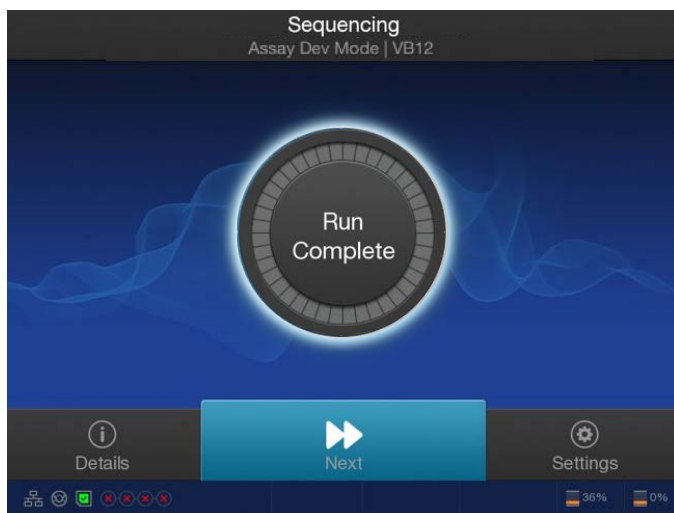 Sequencing
Assay Dev Mode | VB12
Run
Complete
Details
Next
Settings
36%
0%